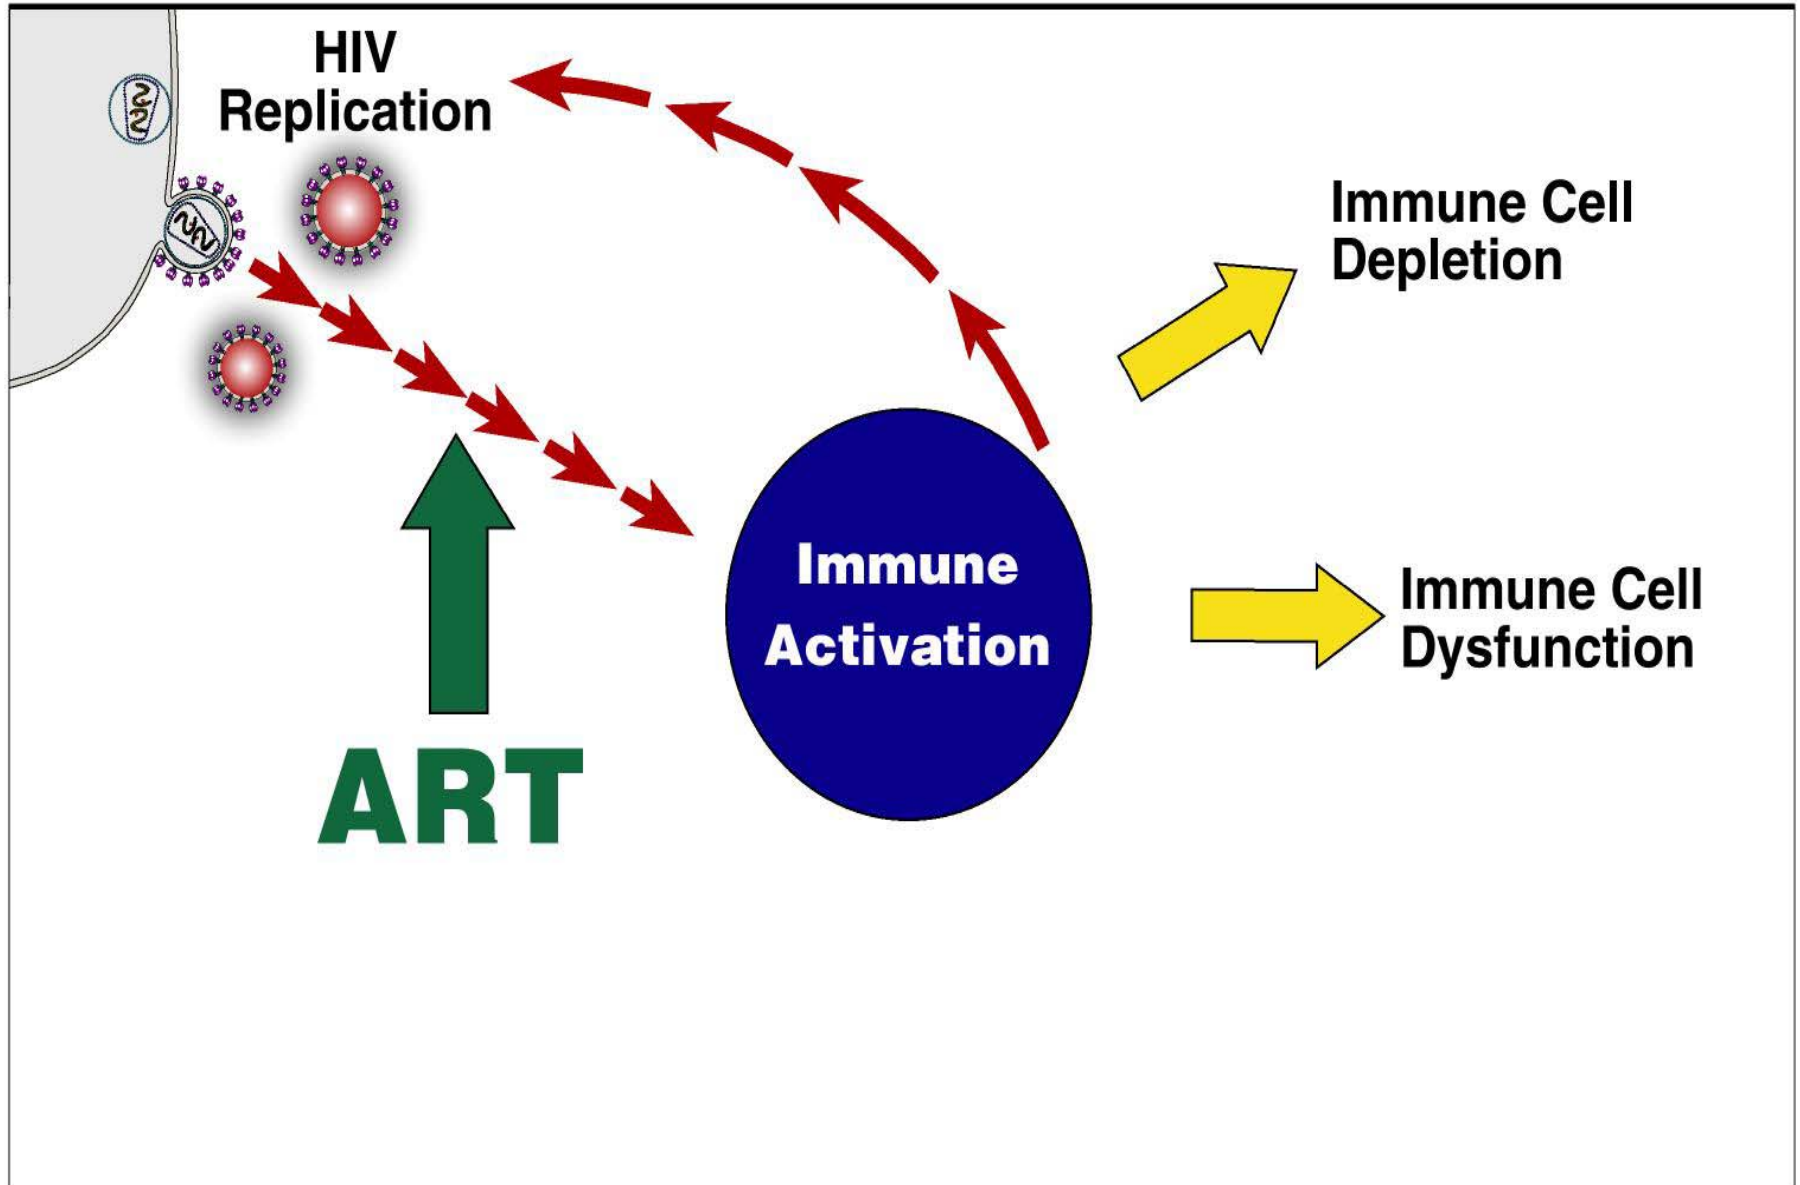 HIV
Replication
Immune Cell
Depletion
Immune
Activation
Immune Cell
Dysfunction
ART